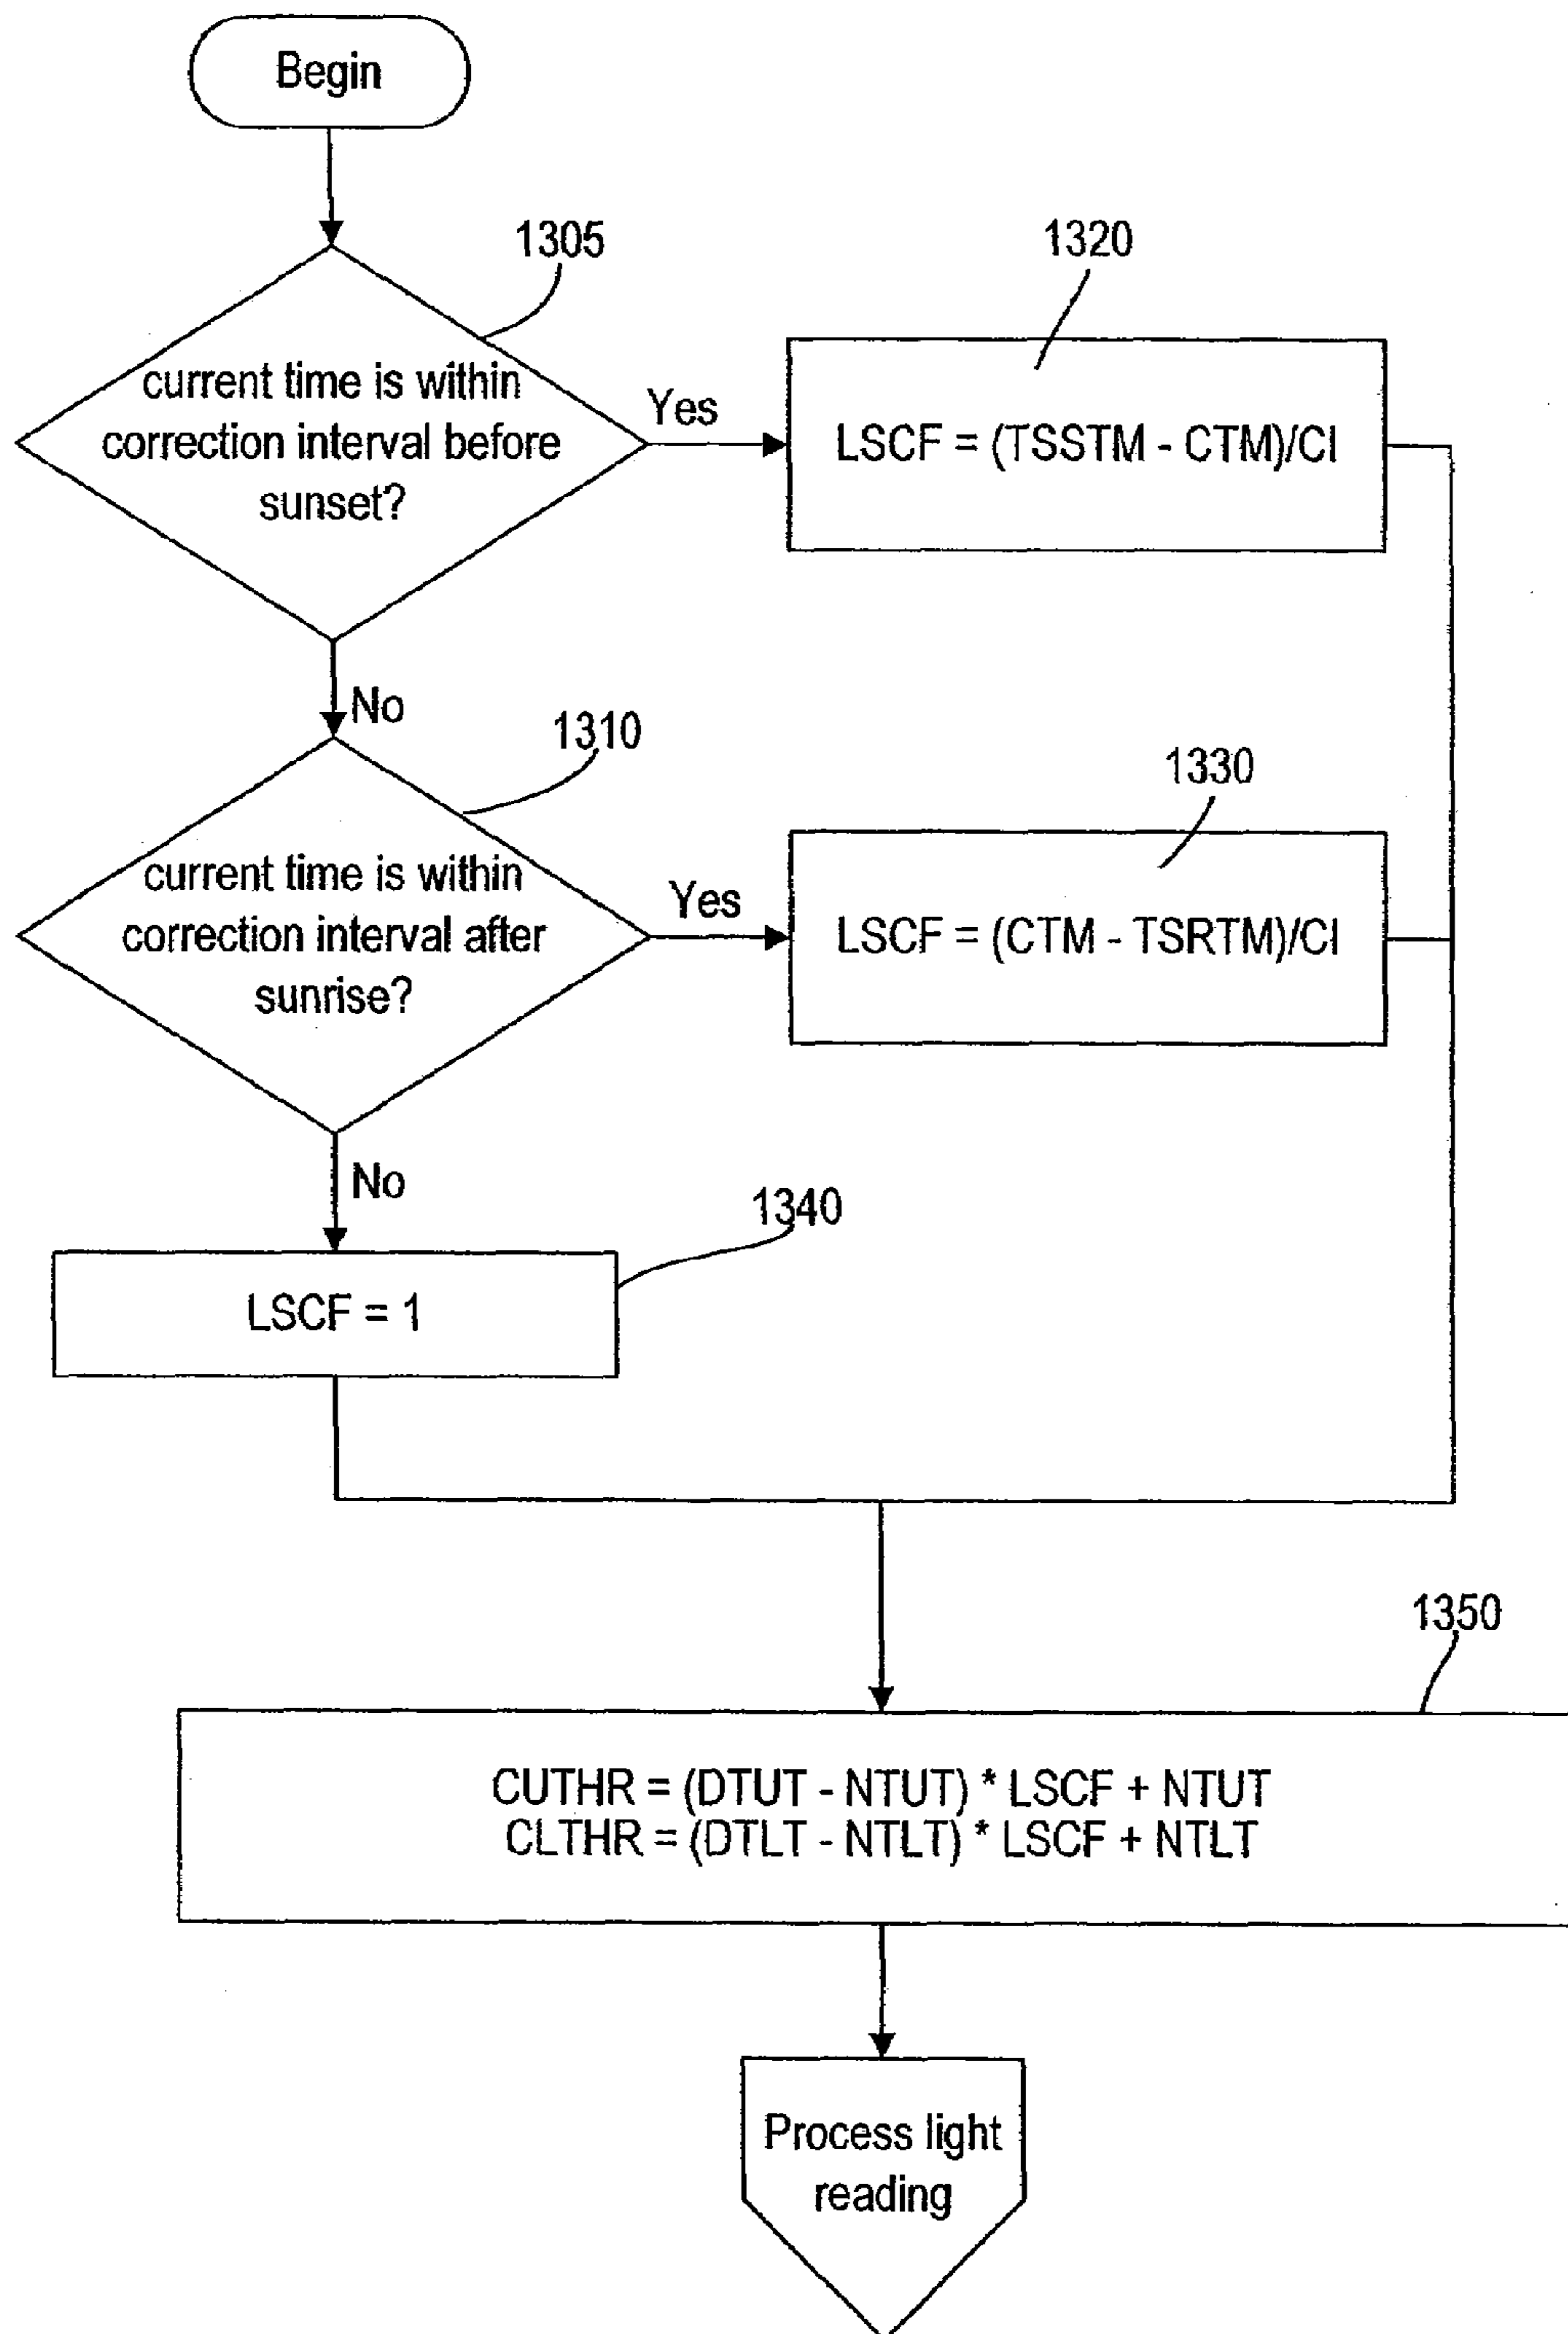 Begin
1305
current time is within
correction interval before
sunset?
Yes
1320
LSCF = (TSSTM - CTM)/CI
No
1310
current time is within
correction interval after
sunrise?
Yes
1330
LSCF = (CTM - TSRTM)/CI
No
1340
LSCF = 1
1350
CUTHR = (DTUT - NTUT) * LSCF + NTUT
CLTHR = (DTLT - NTLT) * LSCF + NTLT
Process light
reading